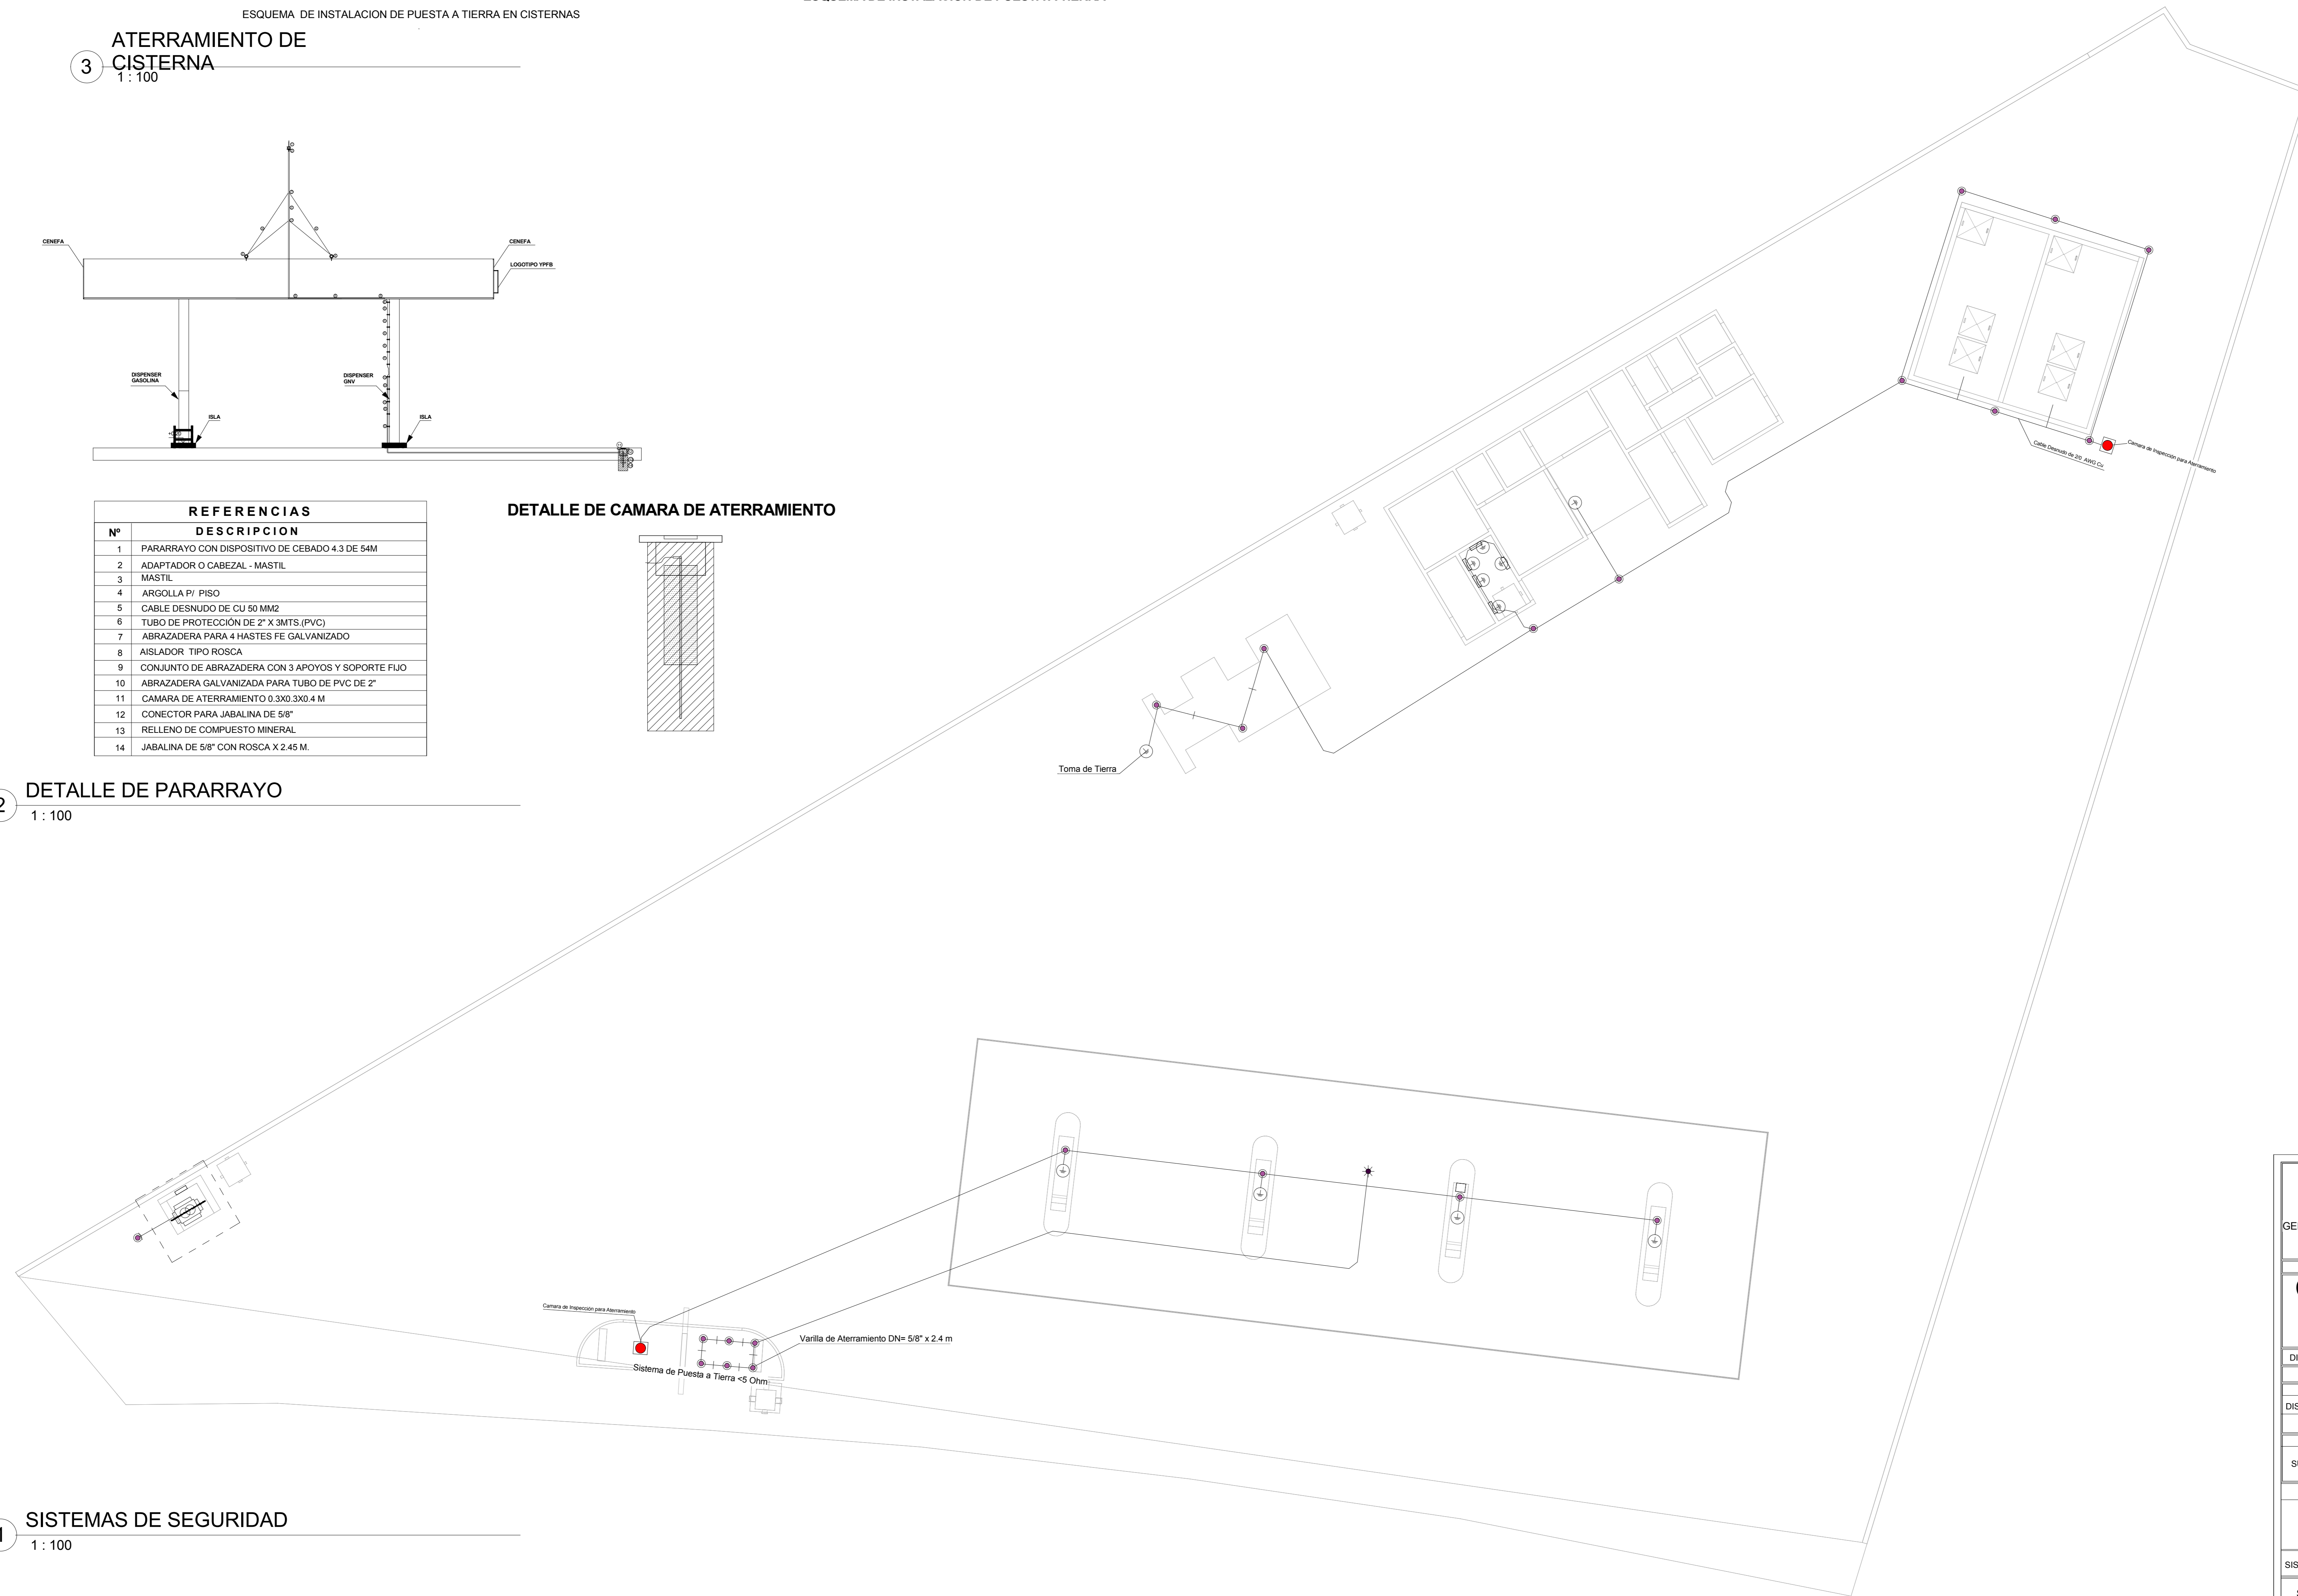 ESQUEMA DE INSTALACION DE PUESTA A TIERRA EN CISTERNAS
3
ATERRAMIENTO DE
CISTERNA
1 : 100
CENEFA
CENEFA
LOGOTIPO YPFB
DISPENSER
GASOLINA
DISPENSER
GNV
ISLA
ISLA
REFERENCIAS
Nº DESCRIPCION
1 PARARRAYO CON DISPOSITIVO DE CEBADO 4.3 DE 54M
2 ADAPTADOR O CABEZAL - MASTIL
3 MASTIL
4 ARGOLLA P/ PISO
5 CABLE DESNUDO DE CU 50 MM2
6 TUBO DE PROTECCIÓN DE 2" X 3MTS.(PVC)
7 ABRAZADERA PARA 4 HASTES FE GALVANIZADO
8 AISLADOR TIPO ROSCA
9 CONJUNTO DE ABRAZADERA CON 3 APOYOS Y SOPORTE FIJO
10 ABRAZADERA GALVANIZADA PARA TUBO DE PVC DE 2"
11 CAMARA DE ATERRAMIENTO 0.3X0.3X0.4 M
12 CONECTOR PARA JABALINA DE 5/8"
13 RELLENO DE COMPUESTO MINERAL
14 JABALINA DE 5/8" CON ROSCA X 2.45 M.
DETALLE DE CAMARA DE ATERRAMIENTO
2
DETALLE DE PARARRAYO
1 : 100
Cable Desnudo de 2/0 AWG Cu
Camara de Inspección para Aterramiento
Toma de Tierra
Camara de Inspección para Aterramiento
Varilla de Aterramiento DN= 5/8" x 2.4 m
Sistema de Puesta a Tierra <5 Ohm
1
SISTEMAS DE SEGURIDAD
1 : 100